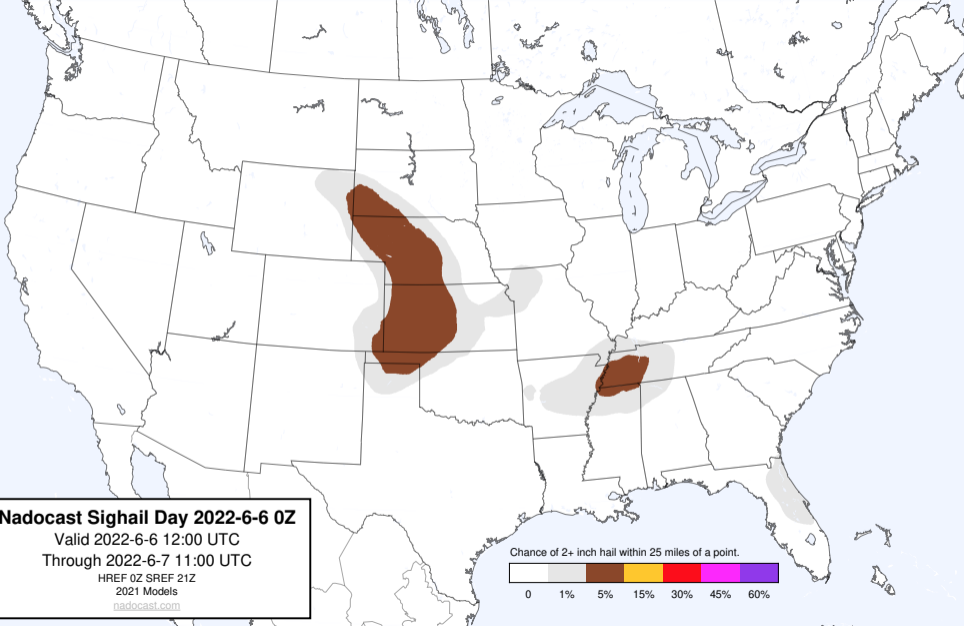 Nadocast Sighail Day 2022-6-6 0Z
Valid 2022-6-6 12:00 UTC
Through 2022-6-7 11:00 UTC
HREF 0Z SREF 21Z
2021 Models
nadocast.com
Chance of 2+ inch hail within 25 miles of a point.
0 1% 5% 15% 30% 45% 60%